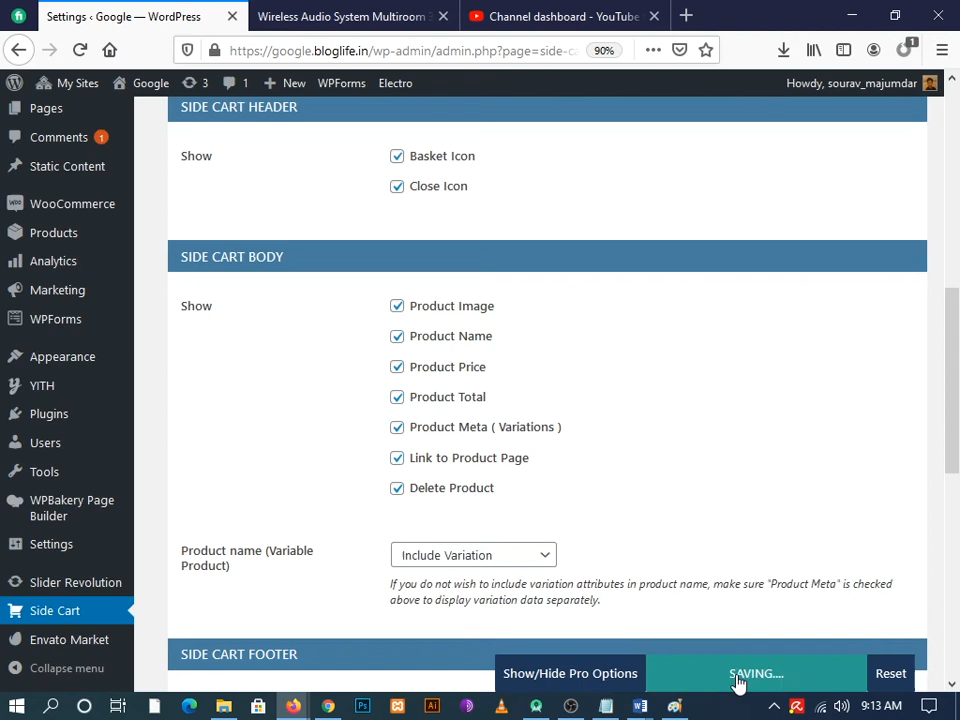 Settings ‹ Google — WordPress
Wireless Audio System Multiroom 3
Channel dashboard - YouTube
https://google.bloglife.in/wp-admin/admin.php?page=side-ca
90%
1
My Sites
Google
3
1
New
WPForms
Electro
Howdy, sourav_majumdar
Pages
Comments 1
Static Content
WooCommerce
Products
Analytics
Marketing
WPForms
Appearance
YITH
Plugins
Users
Tools
WPBakery Page
Builder
Settings
Slider Revolution
Side Cart
Envato Market
Collapse menu
SIDE CART HEADER
Show
Basket Icon
Close Icon
SIDE CART BODY
Show
Product Image
Product Name
Product Price
Product Total
Product Meta ( Variations )
Link to Product Page
Delete Product
Product name (Variable
Product)
Include Variation
If you do not wish to include variation attributes in product name, make sure "Product Meta" is checked
above to display variation data separately.
SIDE CART FOOTER
Show/Hide Pro Options
SAVING....
Reset
9:13 AM